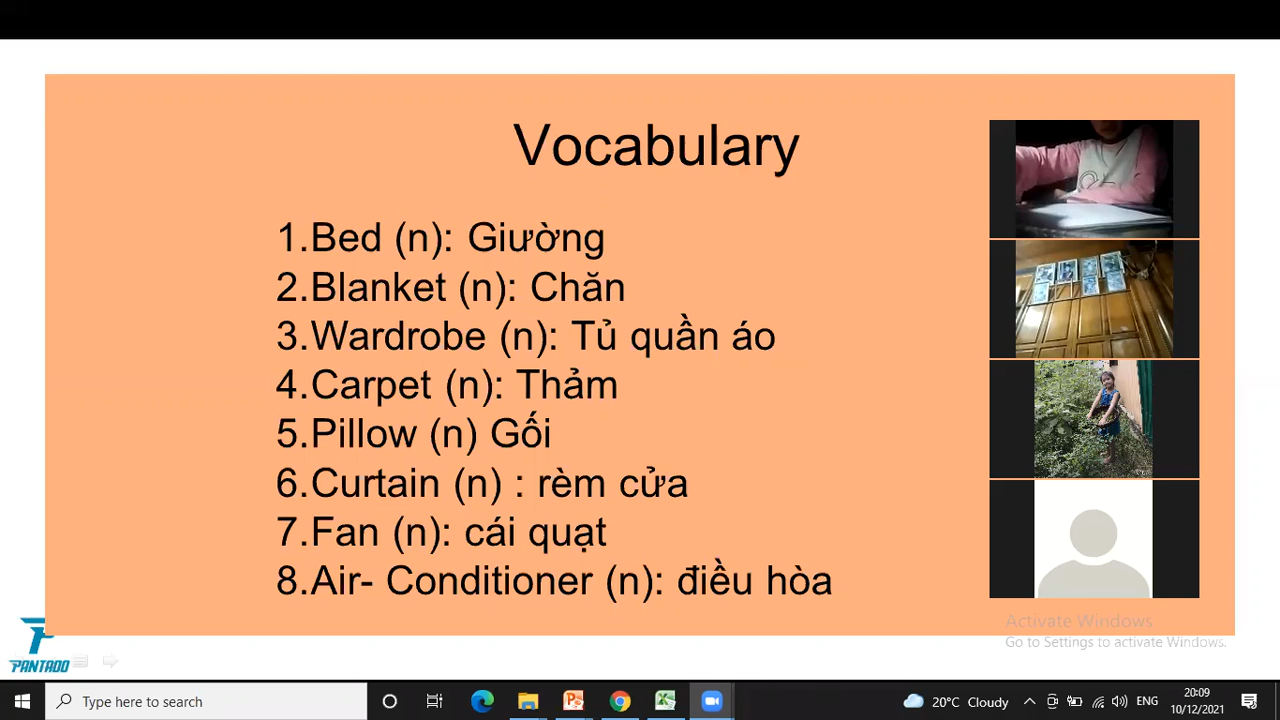 Vocabulary
1.Bed (n): Giường
2.Blanket (n): Chăn
3.Wardrobe (n): Tủ quần áo
4.Carpet (n): Thảm
5.Pillow (n) Gối
6.Curtain (n) : rèm cửa
7.Fan (n): cái quạt
8.Air- Conditioner (n): điều hòa
Activate Windows
Go to Settings to activate Windows.
PANTADO
Type here to search
20°C Cloudy
ENG
20:09
10/12/2021